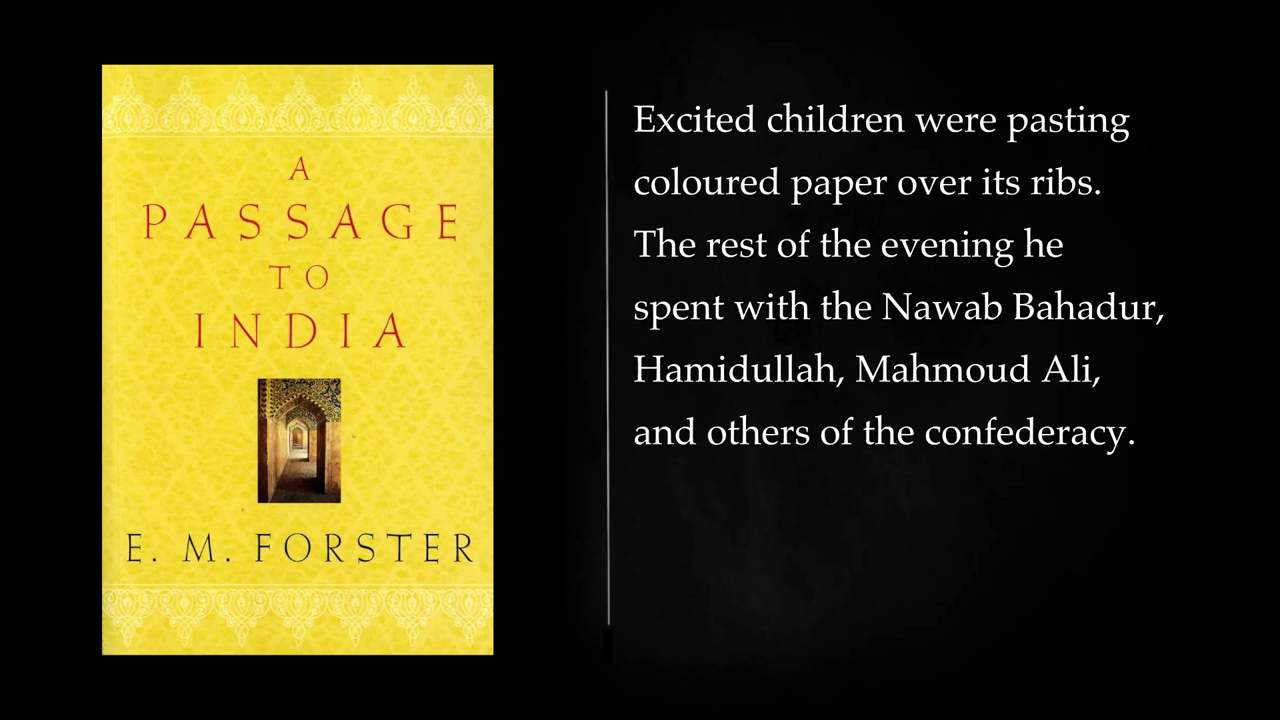 A
PASSAGE
TO
INDIA
E. M. FORSTER
Excited children were pasting
coloured paper over its ribs.
The rest of the evening he
spent with the Nawab Bahadur,
Hamidullah, Mahmoud Ali,
and others of the confederacy.